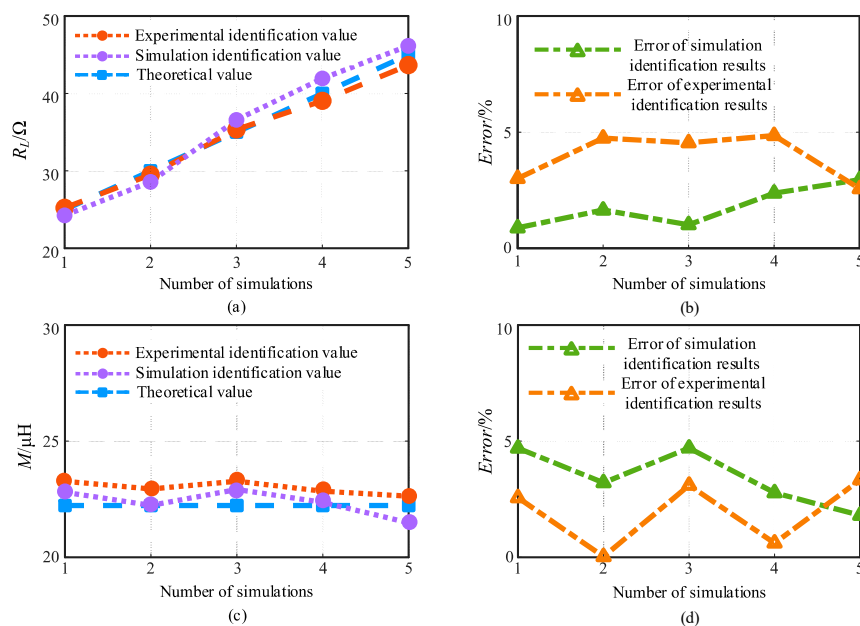 50
40
30
20
R_L/Ω
Experimental identification value
Simulation identification value
Theoretical value
1 2 3 4 5
Number of simulations
(a)
10
5
0
Error/%
Error of simulation
identification results
Error of experimental
identification results
1 2 3 4 5
Number of simulations
(b)
30
25
20
M/μH
Experimental identification value
Simulation identification value
Theoretical value
1 2 3 4 5
Number of simulations
(c)
10
5
0
Error/%
Error of simulation
identification results
Error of experimental
identification results
1 2 3 4 5
Number of simulations
(d)